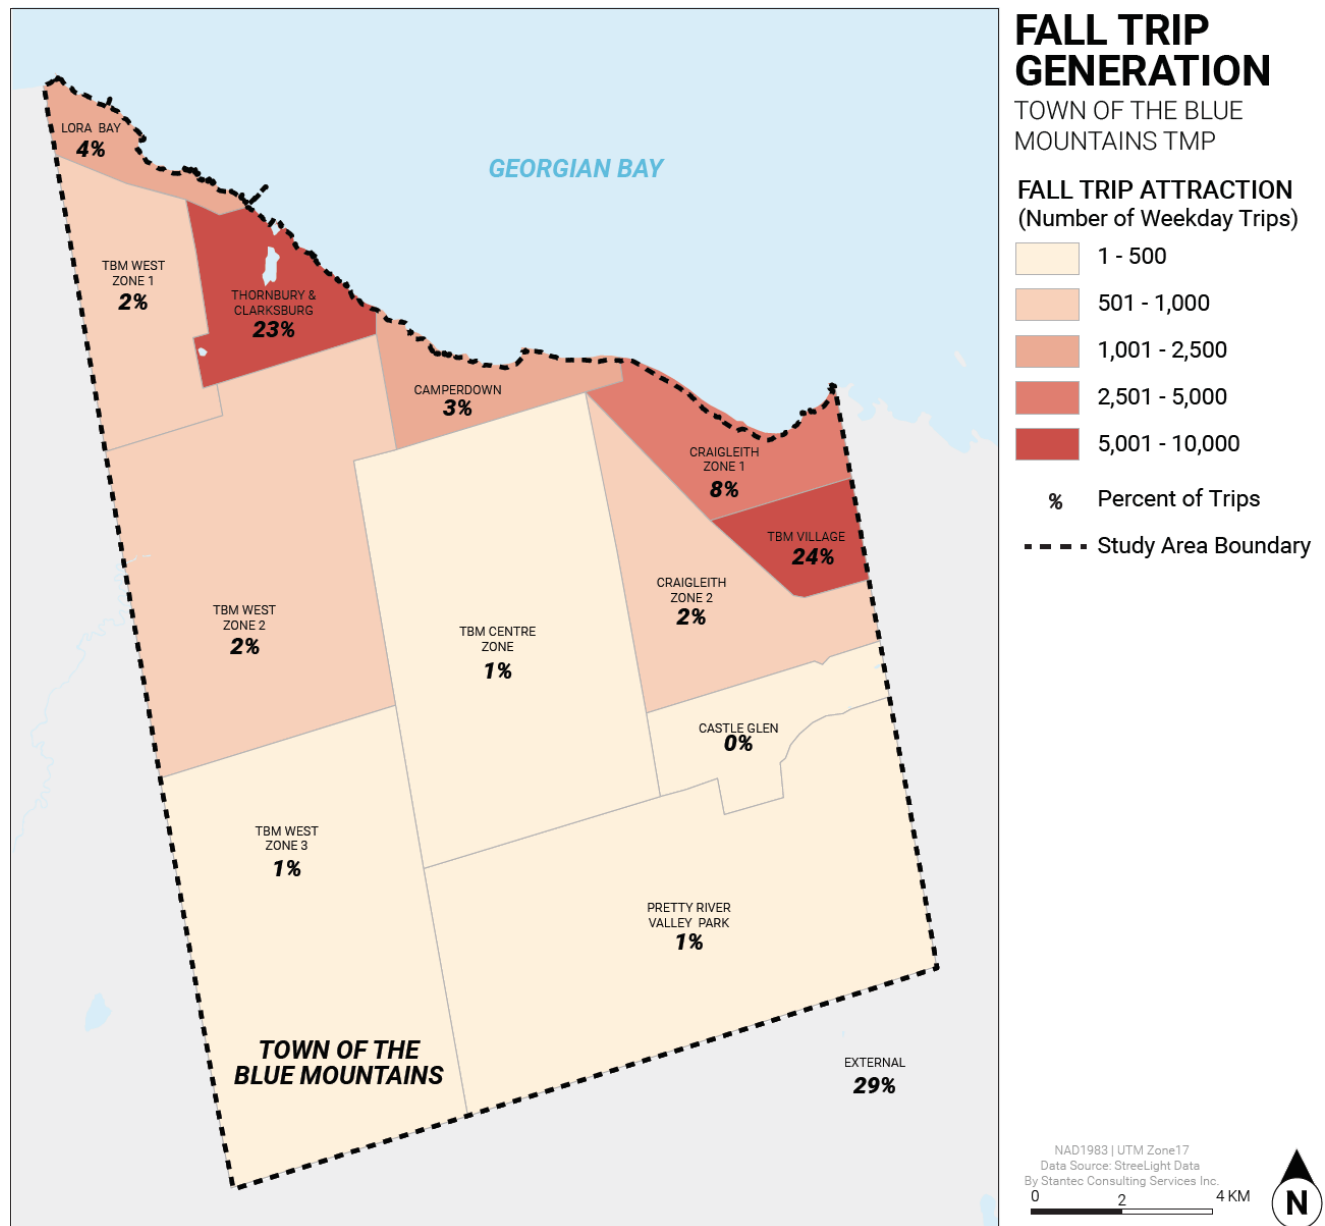 FALL TRIP
GENERATION
TOWN OF THE BLUE
MOUNTAINS TMP
FALL TRIP ATTRACTION
(Number of Weekday Trips)
1 - 500
501 - 1,000
1,001 - 2,500
2,501 - 5,000
5,001 - 10,000
% Percent of Trips
Study Area Boundary
GEORGIAN BAY
LORA BAY
4%
TBM WEST
ZONE 1
2%
THORNBURY &
CLARKSBURG
23%
CAMPERDOWN
3%
CRAIGLEITH
ZONE 1
8%
TBM VILLAGE
24%
CRAIGLEITH
ZONE 2
2%
TBM WEST
ZONE 2
2%
TBM CENTRE
ZONE
1%
CASTLE GLEN
0%
TBM WEST
ZONE 3
1%
PRETTY RIVER
VALLEY PARK
1%
TOWN OF THE
BLUE MOUNTAINS
EXTERNAL
29%
NAD1983 | UTM Zone17
Data Source: StreeLight Data
By Stantec Consulting Services Inc.
0 2 4 KM
N